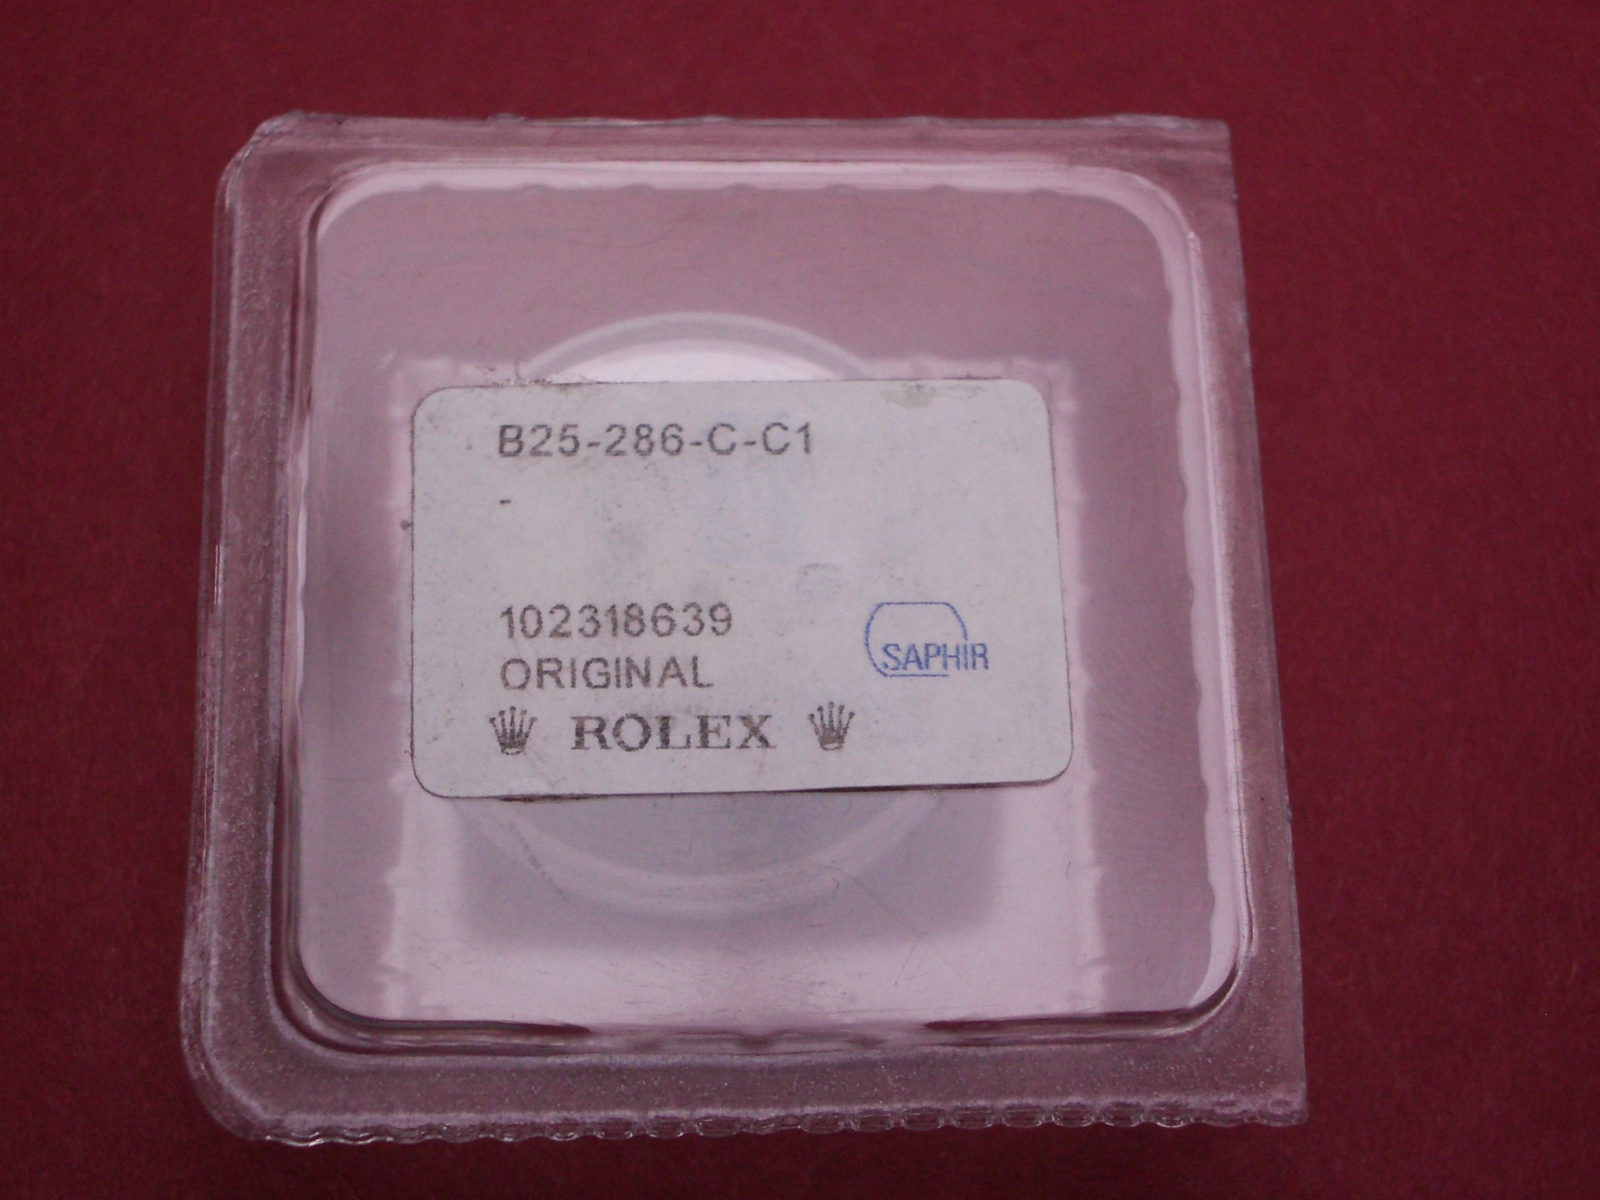 B25-286-C-C1
-
102318639
ORIGINAL
SAPHIR
ROLEX